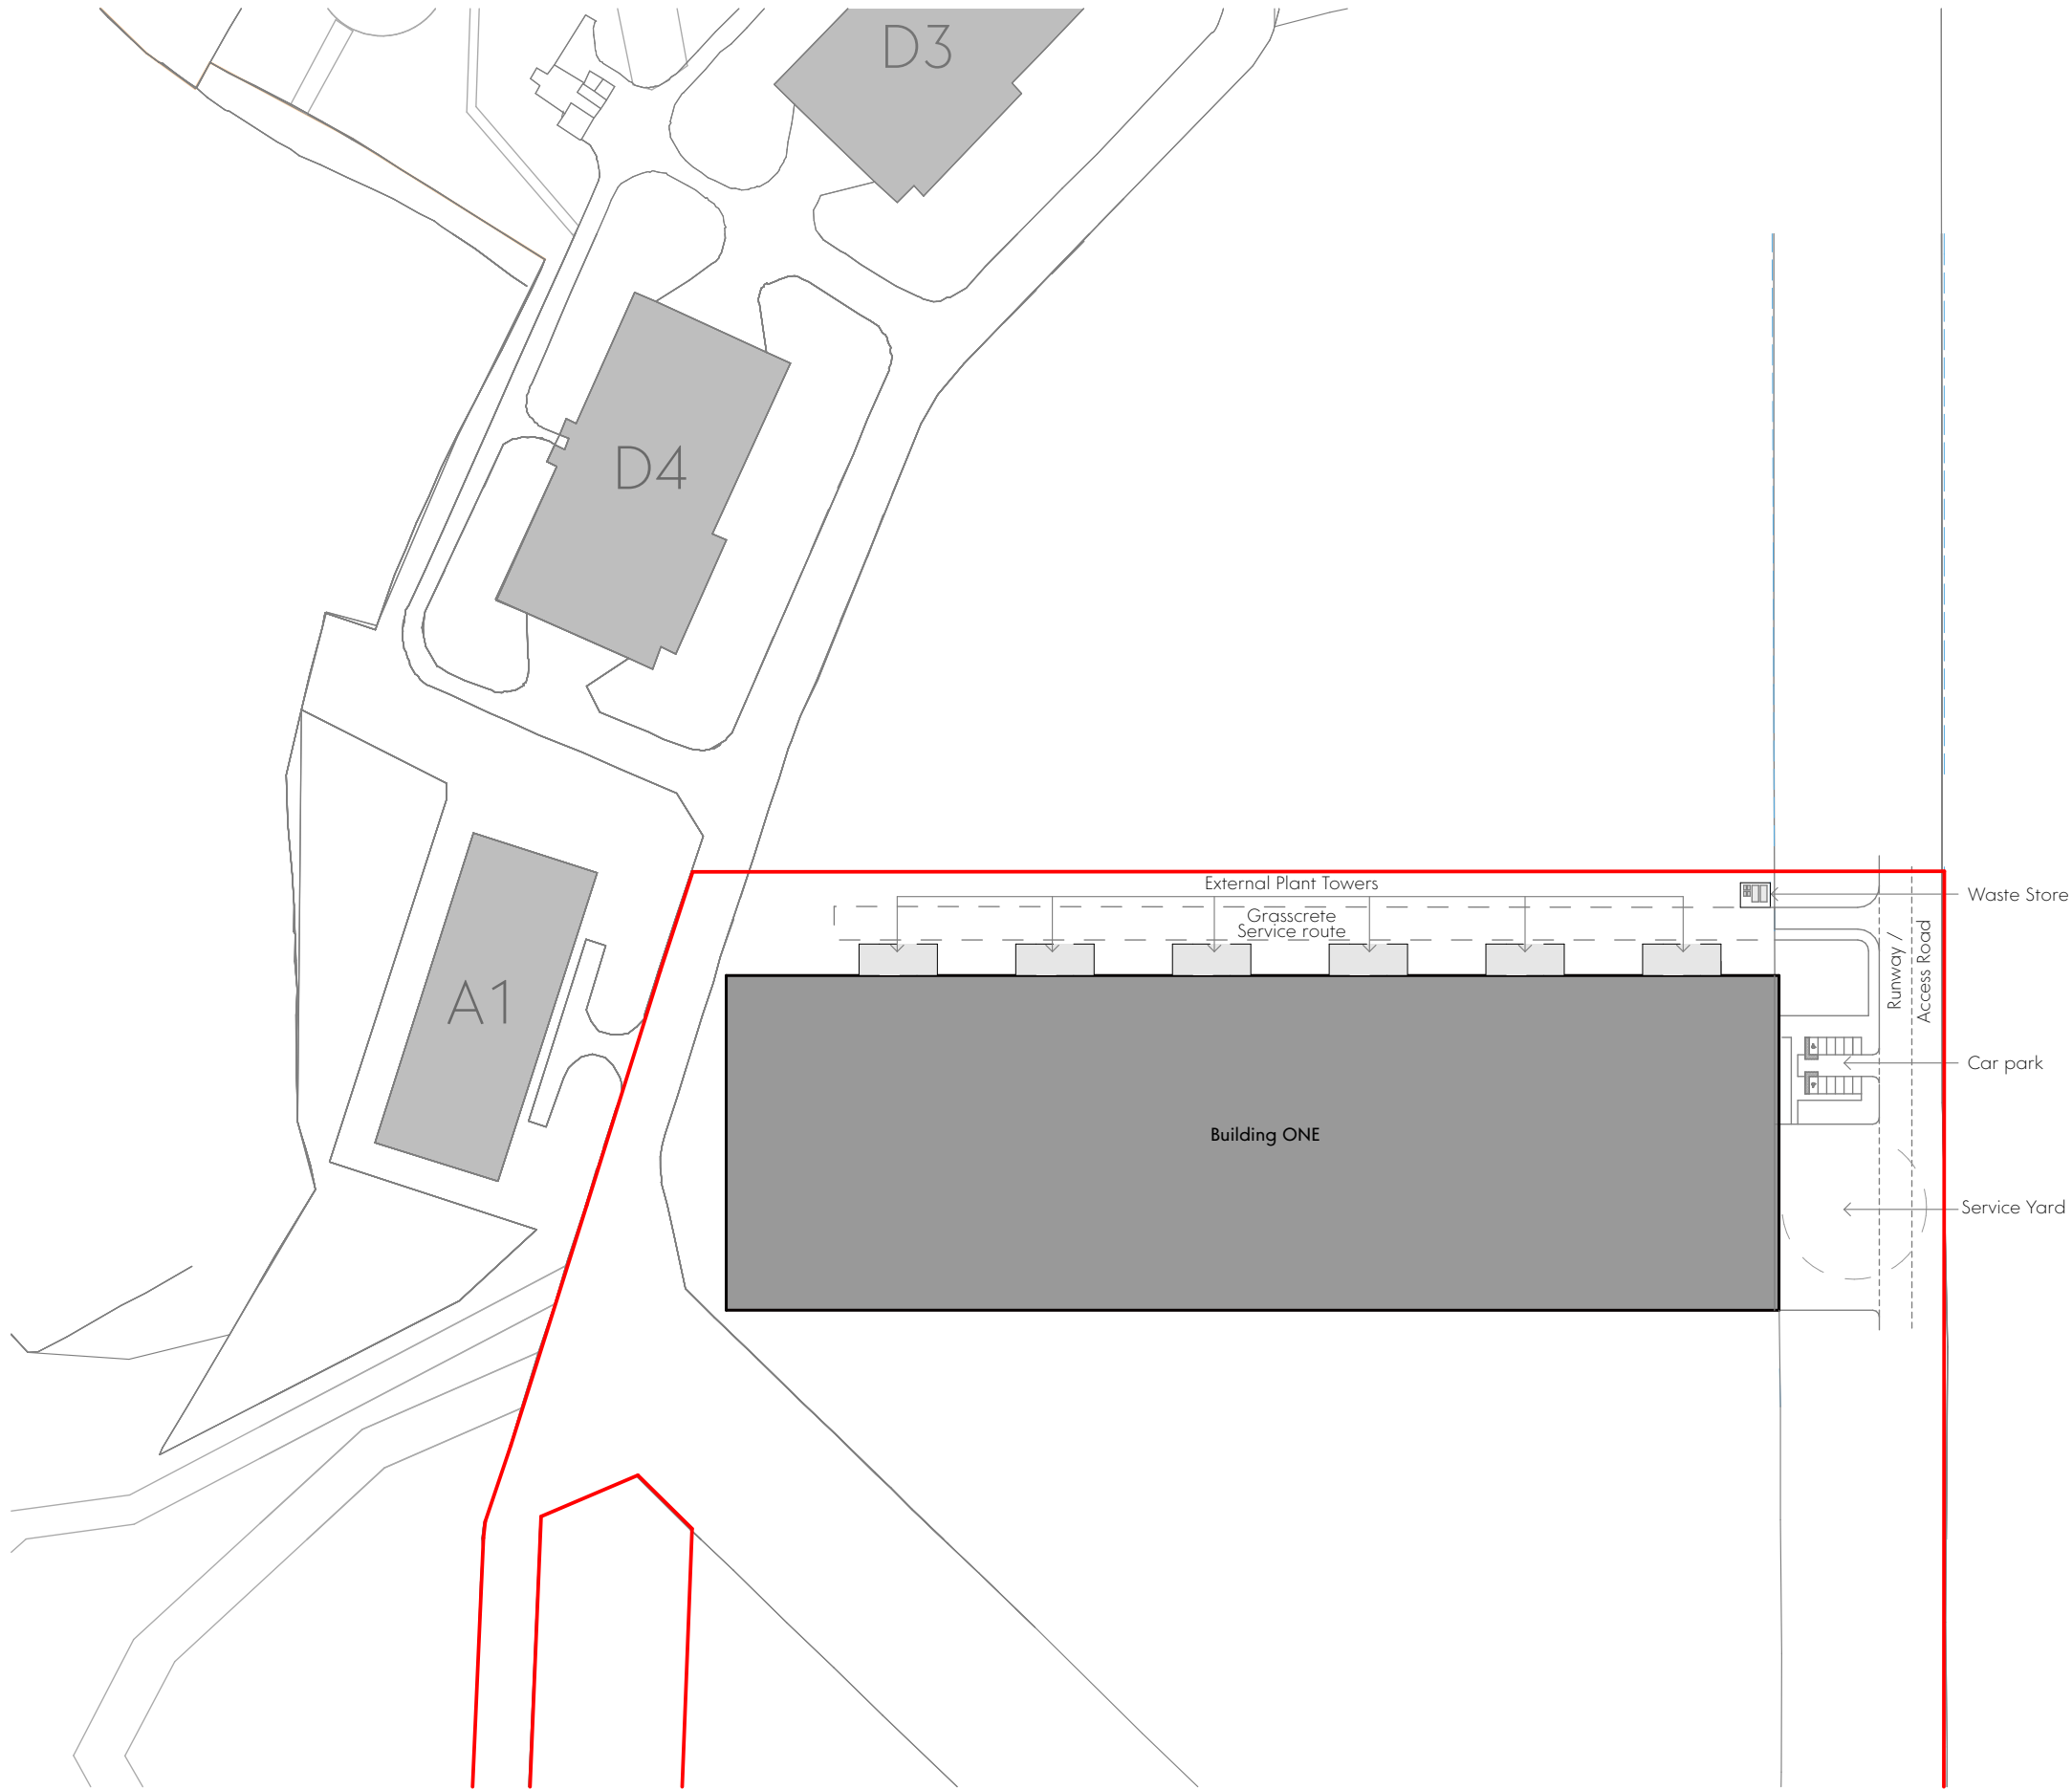 D3
D4
External Plant Towers
Waste Store
Grasscrete
Service route
Runway /
Access Road
A1
Car park
Building ONE
Service Yard